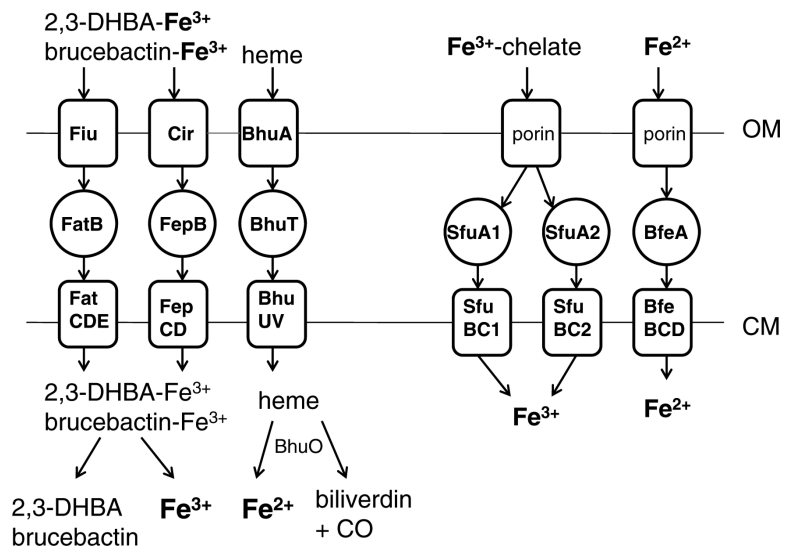 2,3-DHBA-Fe³⁺
brucebactin-Fe³⁺
heme
Fe³⁺-chelate
Fe²⁺
Fiu
Cir
BhuA
porin
porin
OM
FatB
FepB
BhuT
SfuA1
SfuA2
BfeA
Fat
CDE
Fep
CD
Bhu
UV
Sfu
BC1
Sfu
BC2
Bfe
BCD
CM
2,3-DHBA-Fe³⁺
brucebactin-Fe³⁺
heme
Fe³⁺
Fe²⁺
BhuO
2,3-DHBA
brucebactin
Fe³⁺
Fe²⁺
biliverdin
+ CO